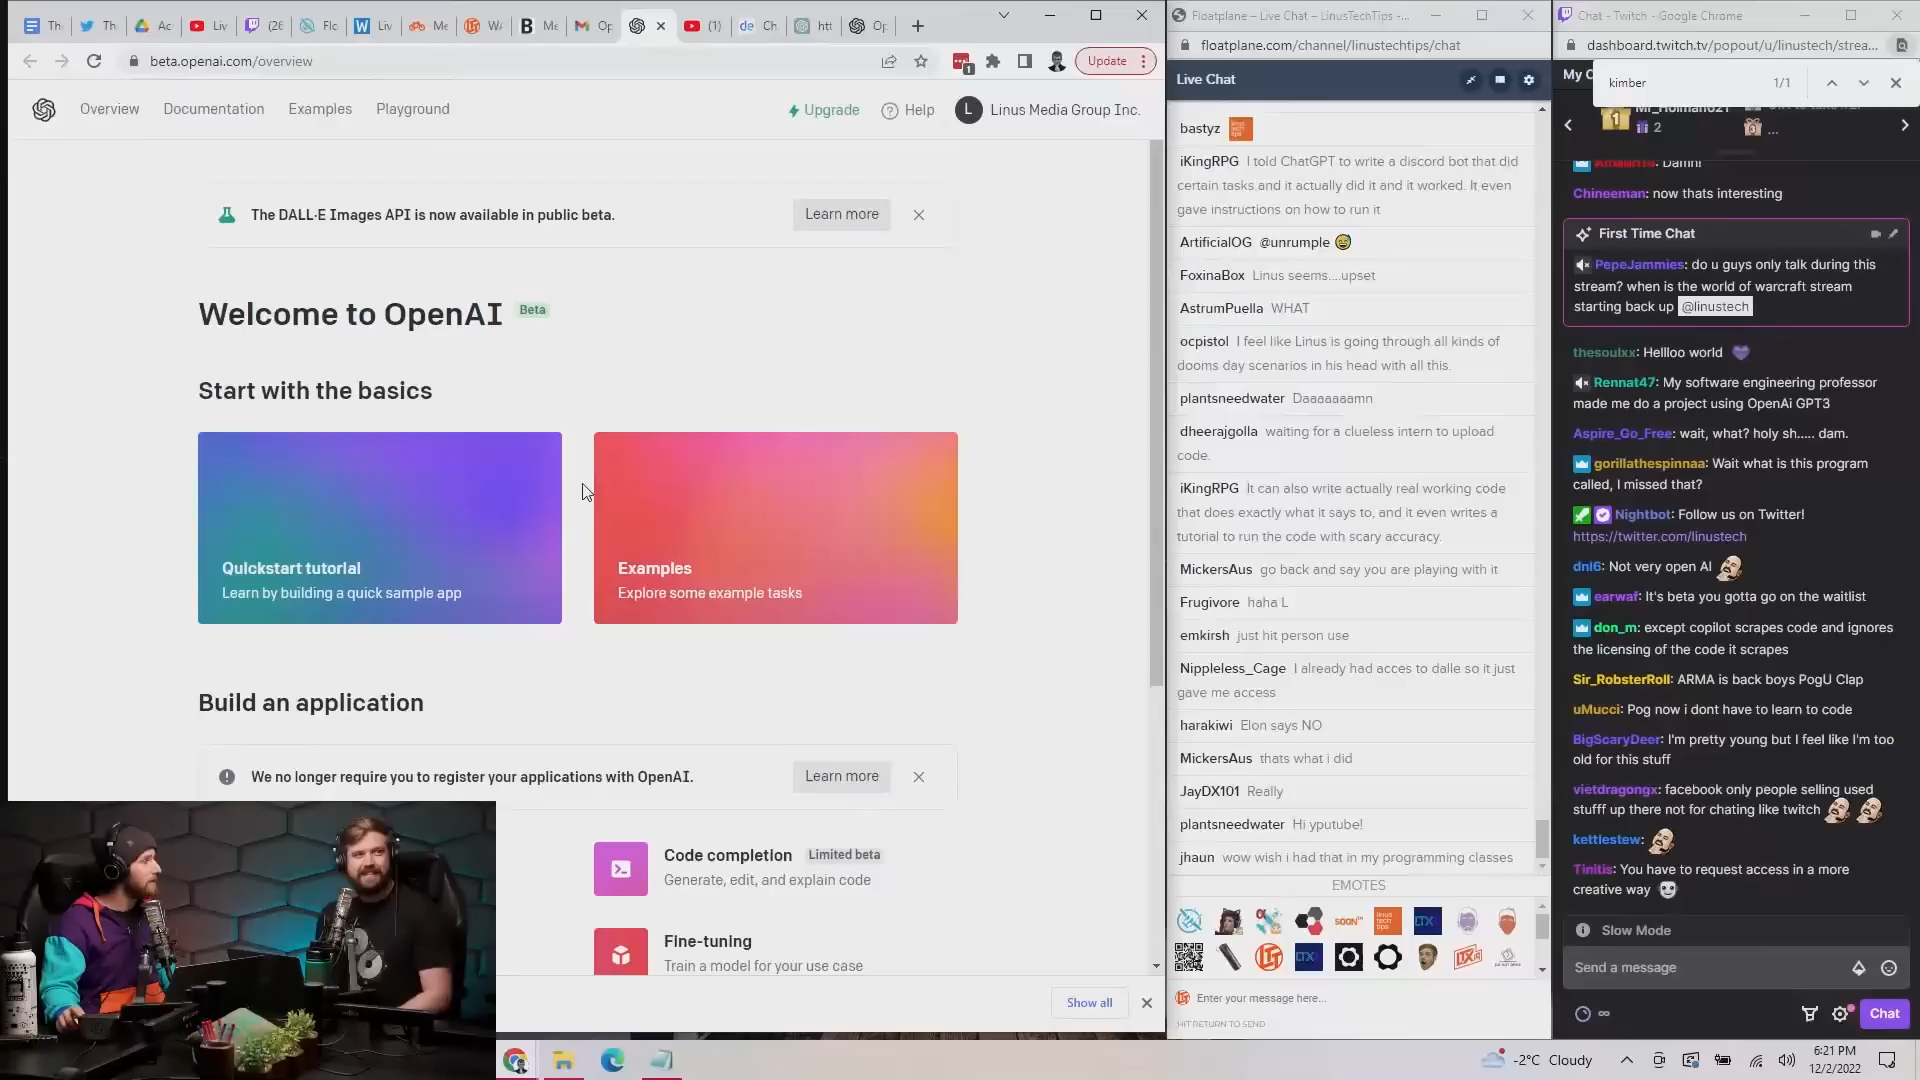 Th
Th
Ac
Liv
(2(
Flo
Liv
Me
W/
Me
Op
(1)
Ch
htt
Op
beta.openai.com/overview
Update
Overview
Documentation
Examples
Playground
Upgrade
Help
L
Linus Media Group Inc.
The DALL·E Images API is now available in public beta.
Learn more
Welcome to OpenAI
Beta
Start with the basics
Quickstart tutorial
Learn by building a quick sample app
Examples
Explore some example tasks
Build an application
We no longer require you to register your applications with OpenAI.
Learn more
Code completion
Limited beta
Generate, edit, and explain code
Fine-tuning
Train a model for your use case
Show all
Floatplane – Live Chat – LinusTechTips -...
floatplane.com/channel/linustechtips/chat
Live Chat
bastyz
iKingRPG I told ChatGPT to write a discord bot that did
certain tasks and it actually did it and it worked. It even
gave instructions on how to run it
ArtificialOG @unrumple
FoxinaBox Linus seems....upset
AstrumPuella WHAT
ocpistol I feel like Linus is going through all kinds of
dooms day scenarios in his head with all this.
plantsneedwater Daaaaaaamn
dheerajgolla waiting for a clueless intern to upload
code.
iKingRPG It can also write actually real working code
that does exactly what it says to, and it even writes a
tutorial to run the code with scary accuracy.
MickersAus go back and say you are playing with it
Frugivore haha L
emkirsh just hit person use
Nippleless_Cage I already had acces to dalle so it just
gave me access
harakiwi Elon says NO
MickersAus thats what i did
JayDX101 Really
plantsneedwater Hi yputube!
jhaun wow wish i had that in my programming classes
EMOTES
SOON
LTX
Enter your message here...
HIT RETURN TO SEND
Chat - Twitch - Google Chrome
dashboard.twitch.tv/popout/u/linustech/strea...
My C
kimber
1/1
1
2
...
Damn!
Chineeman: now thats interesting
First Time Chat
PepeJammies: do u guys only talk during this
stream? when is the world of warcraft stream
starting back up @linustech
thesoulxx: Hellloo world
Rennat47: My software engineering professor
made me do a project using OpenAi GPT3
Aspire_Go_Free: wait, what? holy sh..... dam.
gorillathespinnaa: Wait what is this program
called, I missed that?
Nightbot: Follow us on Twitter!
https://twitter.com/linustech
dnl6: Not very open AI
earwaf: It's beta you gotta go on the waitlist
don_m: except copilot scrapes code and ignores
the licensing of the code it scrapes
Sir_RobsterRoll: ARMA is back boys PogU Clap
uMucci: Pog now i dont have to learn to code
BigScaryDeer: I'm pretty young but I feel like I'm too
old for this stuff
vietdragongx: facebook only people selling used
stufff up there not for chating like twitch
kettlestew:
Tinitis: You have to request access in a more
creative way
Slow Mode
Send a message
Chat
-2°C Cloudy
6:21 PM
12/2/2022